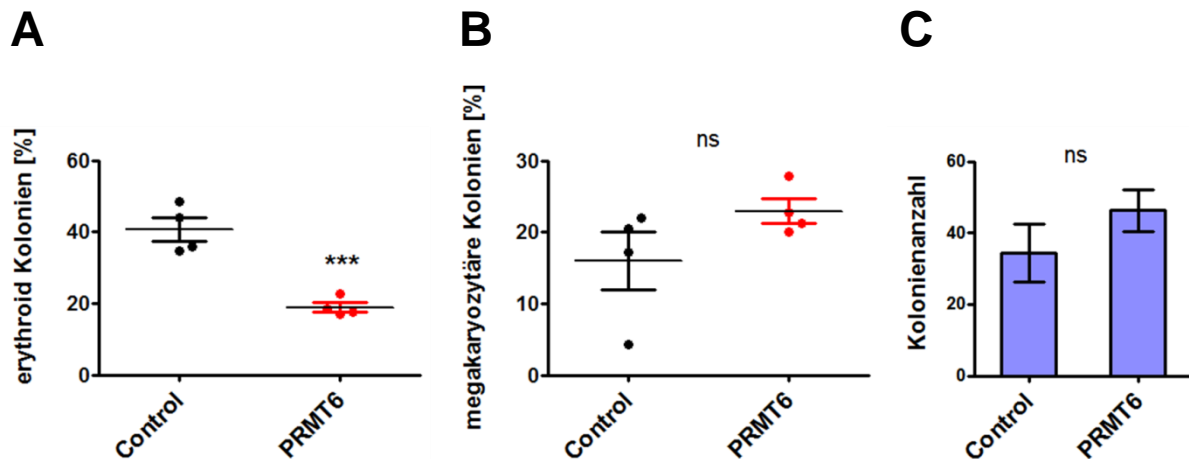 A
erythroid Kolonien [%]
60
40
20
0
***
Control
PRMT6
B
megakaryozytäre Kolonien [%]
30
20
10
0
ns
Control
PRMT6
C
Kolonienanzahl
60
40
20
0
ns
Control
PRMT6